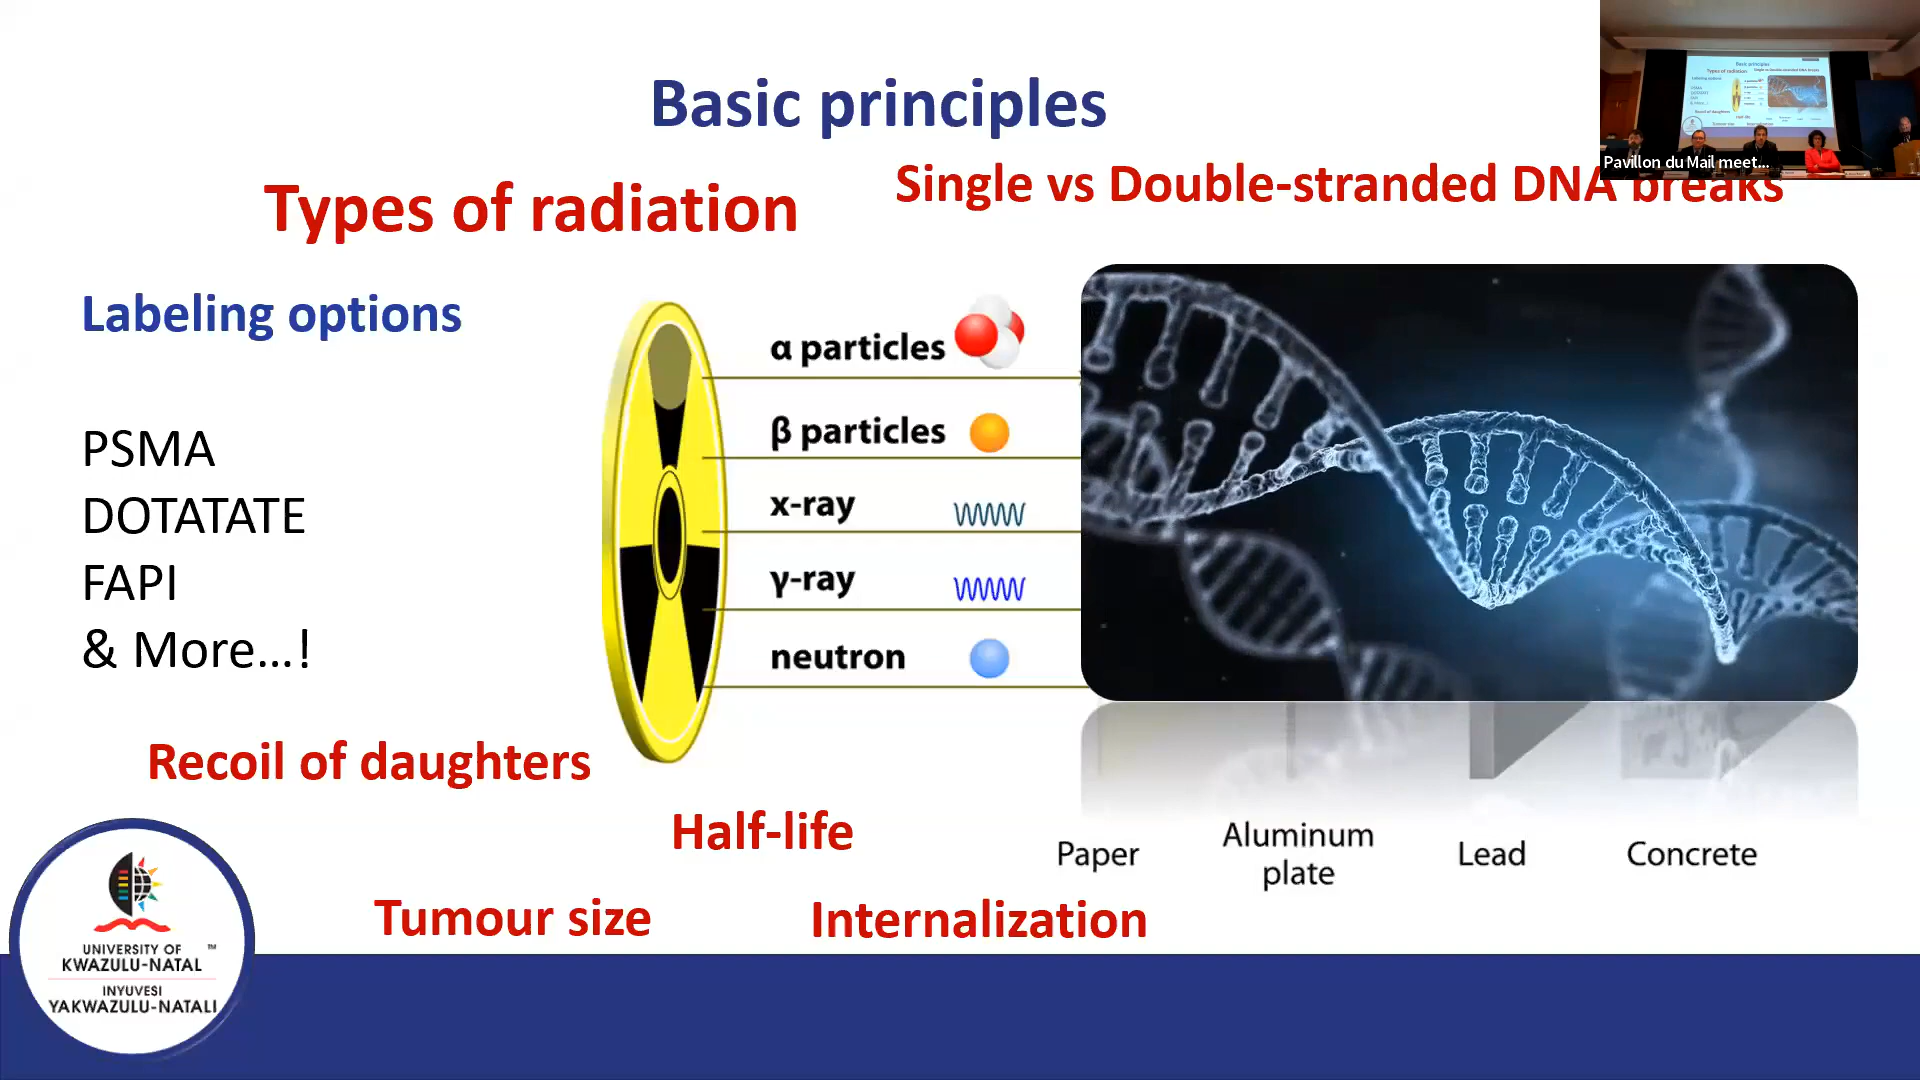 Basic principles
Types of radiation
Single vs Double-stranded DNA breaks
Pavillon du Mail meet...
Labeling options
PSMA
DOTATATE
FAPI
& More...!
α particles
β particles
x-ray
γ-ray
neutron
Recoil of daughters
Half-life
Tumour size
Internalization
Paper
Aluminum
plate
Lead
Concrete
UNIVERSITY OF ™
KWAZULU-NATAL
INYUVESI
YAKWAZULU-NATALI